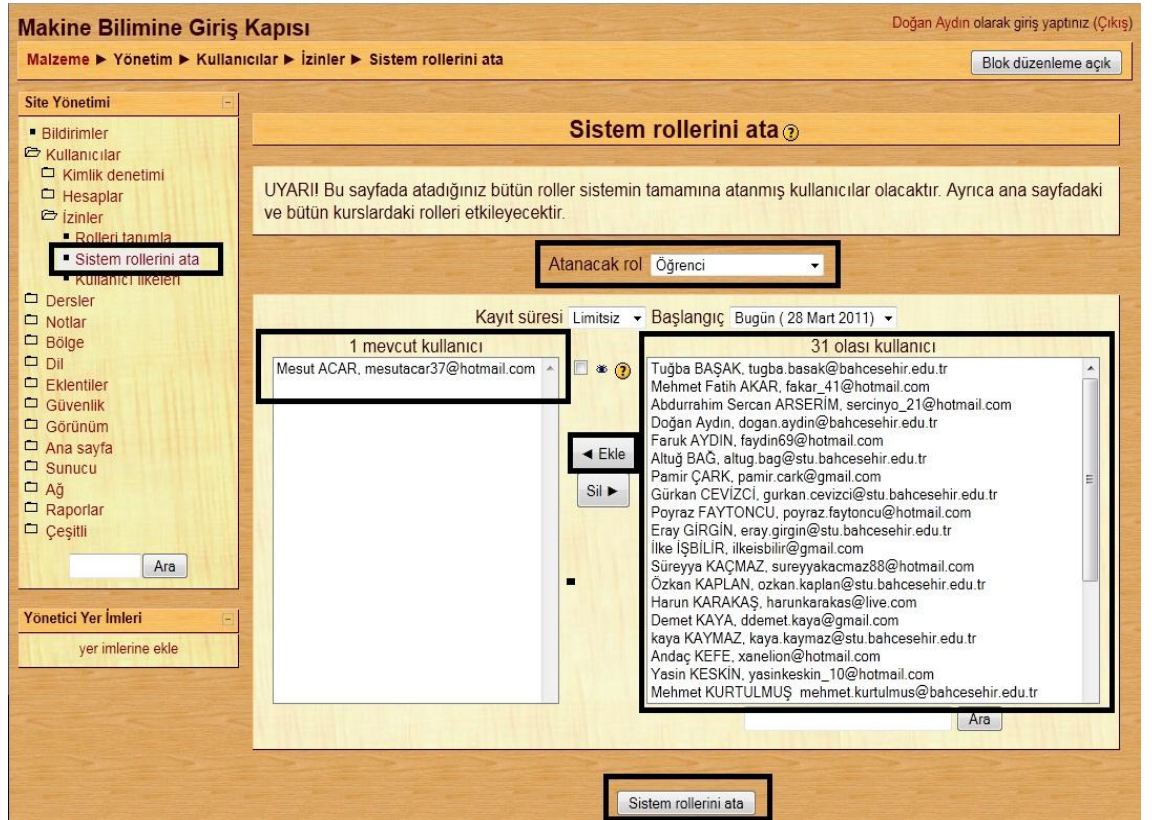 Makine Bilimine Giriş Kapısı
Doğan Aydın olarak giriş yaptınız (Çıkış)
Malzeme ► Yönetim ► Kullanıcılar ► İzinler ► Sistem rollerini ata
Blok düzenleme açık
Site Yönetimi
Bildirimler
Kullanıcılar
Kimlik denetimi
Hesaplar
İzinler
Rolleri tanımla
Sistem rollerini ata
Kullanıcı ilkeleri
Dersler
Notlar
Bölge
Dil
Eklentiler
Güvenlik
Görünüm
Ana sayfa
Sunucu
Ağ
Raporlar
Çeşitli
Ara
Yönetici Yer İmleri
yer imlerine ekle
Sistem rollerini ata
UYARI! Bu sayfada atadığınız bütün roller sistemin tamamına atanmış kullanıcılar olacaktır. Ayrıca ana sayfadaki
ve bütün kurslardaki rolleri etkileyecektir.
Atanacak rol Öğrenci
Kayıt süresi Limitsiz Başlangıç Bugün ( 28 Mart 2011)
1 mevcut kullanıcı
Mesut ACAR, mesutacar37@hotmail.com
◄ Ekle
Sil ►
31 olası kullanıcı
Tuğba BAŞAK, tugba.basak@bahcesehir.edu.tr
Mehmet Fatih AKAR, fakar_41@hotmail.com
Abdurrahim Sercan ARSERİM, sercinyo_21@hotmail.com
Doğan Aydın, dogan.aydin@bahcesehir.edu.tr
Faruk AYDIN, faydin69@hotmail.com
Altuğ BAĞ, altug.bag@stu.bahcesehir.edu.tr
Pamir ÇARK, pamir.cark@gmail.com
Gürkan CEVİZCİ, gurkan.cevizci@stu.bahcesehir.edu.tr
Poyraz FAYTONCU, poyraz.faytoncu@hotmail.com
Eray GİRGİN, eray.girgin@stu.bahcesehir.edu.tr
İlke İŞBİLİR, ilkeisbilir@gmail.com
Süreyya KAÇMAZ, sureyyakacmaz88@hotmail.com
Özkan KAPLAN, ozkan.kaplan@stu.bahcesehir.edu.tr
Harun KARAKAŞ, harunkarakas@live.com
Demet KAYA, ddemet.kaya@gmail.com
kaya KAYMAZ, kaya.kaymaz@stu.bahcesehir.edu.tr
Andaç KEFE, xanelion@hotmail.com
Yasin KESKİN, yasinkeskin_10@hotmail.com
Mehmet KURTULMUŞ mehmet.kurtulmus@bahcesehir.edu.tr
Ara
Sistem rollerini ata